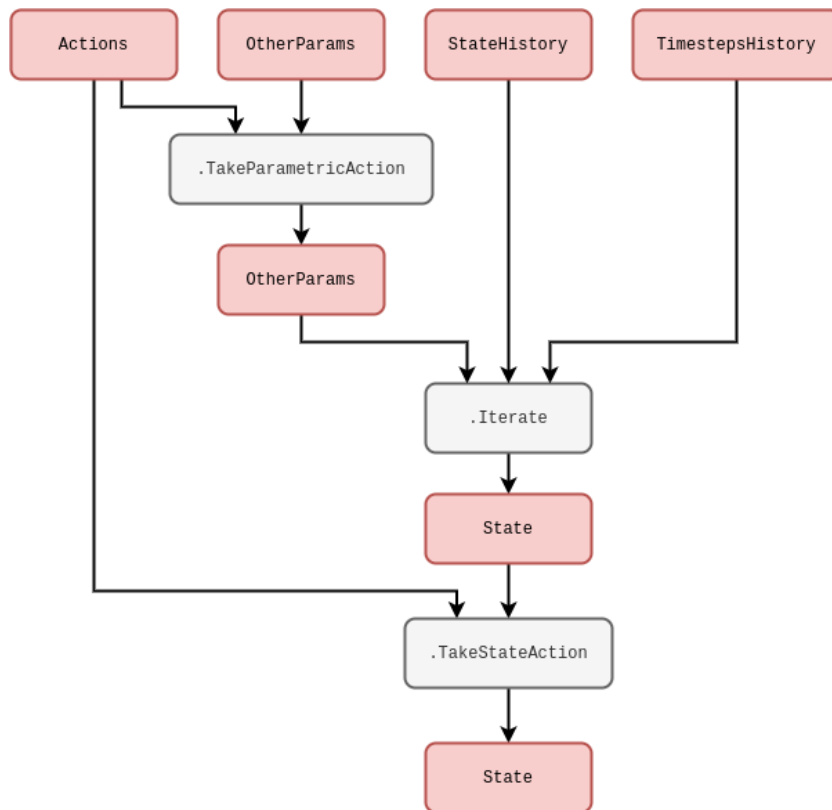 Actions
OtherParams
StateHistory
TimestepsHistory
.TakeParametricAction
OtherParams
.Iterate
State
.TakeStateAction
State